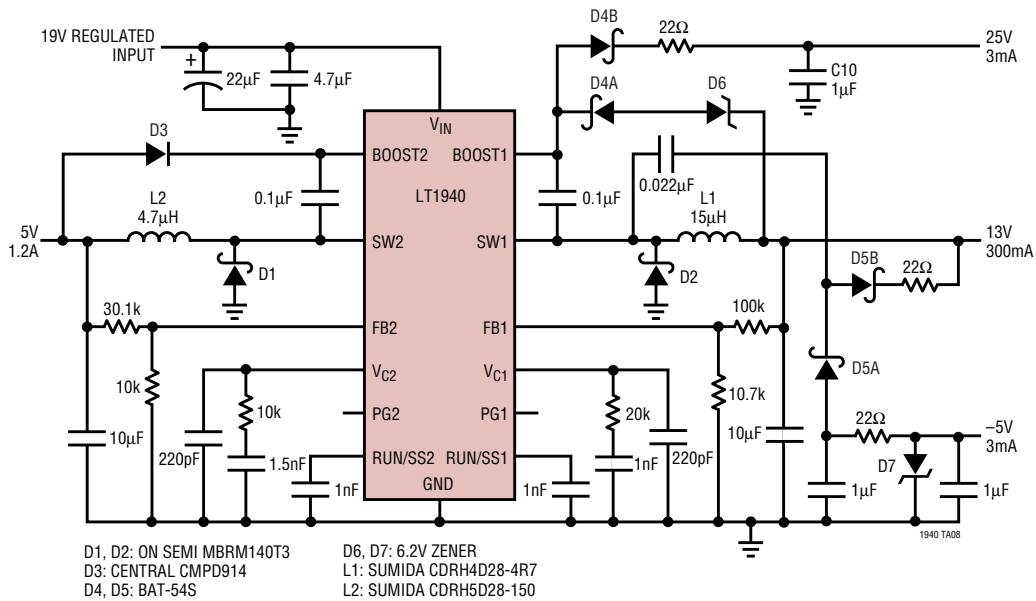 D4B
22Ω
25V
3mA
19V REGULATED
INPUT
+
22µF
4.7µF
C10
1µF
D4A
D6
D3
VIN
BOOST2
BOOST1
LT1940
0.1µF
0.1µF
0.022µF
L2
4.7µH
L1
15µH
5V
1.2A
SW2
SW1
13V
300mA
D1
D2
D5B
22Ω
30.1k
FB2
FB1
100k
VC2
VC1
D5A
10k
10k
PG2
PG1
20k
10.7k
22Ω
–5V
3mA
10µF
220pF
1.5nF
RUN/SS2
RUN/SS1
1nF
220pF
10µF
D7
1nF
GND
1nF
1µF
1µF
1940 TA08
D1, D2: ON SEMI MBRM140T3
D3: CENTRAL CMPD914
D4, D5: BAT-54S
D6, D7: 6.2V ZENER
L1: SUMIDA CDRH4D28-4R7
L2: SUMIDA CDRH5D28-150